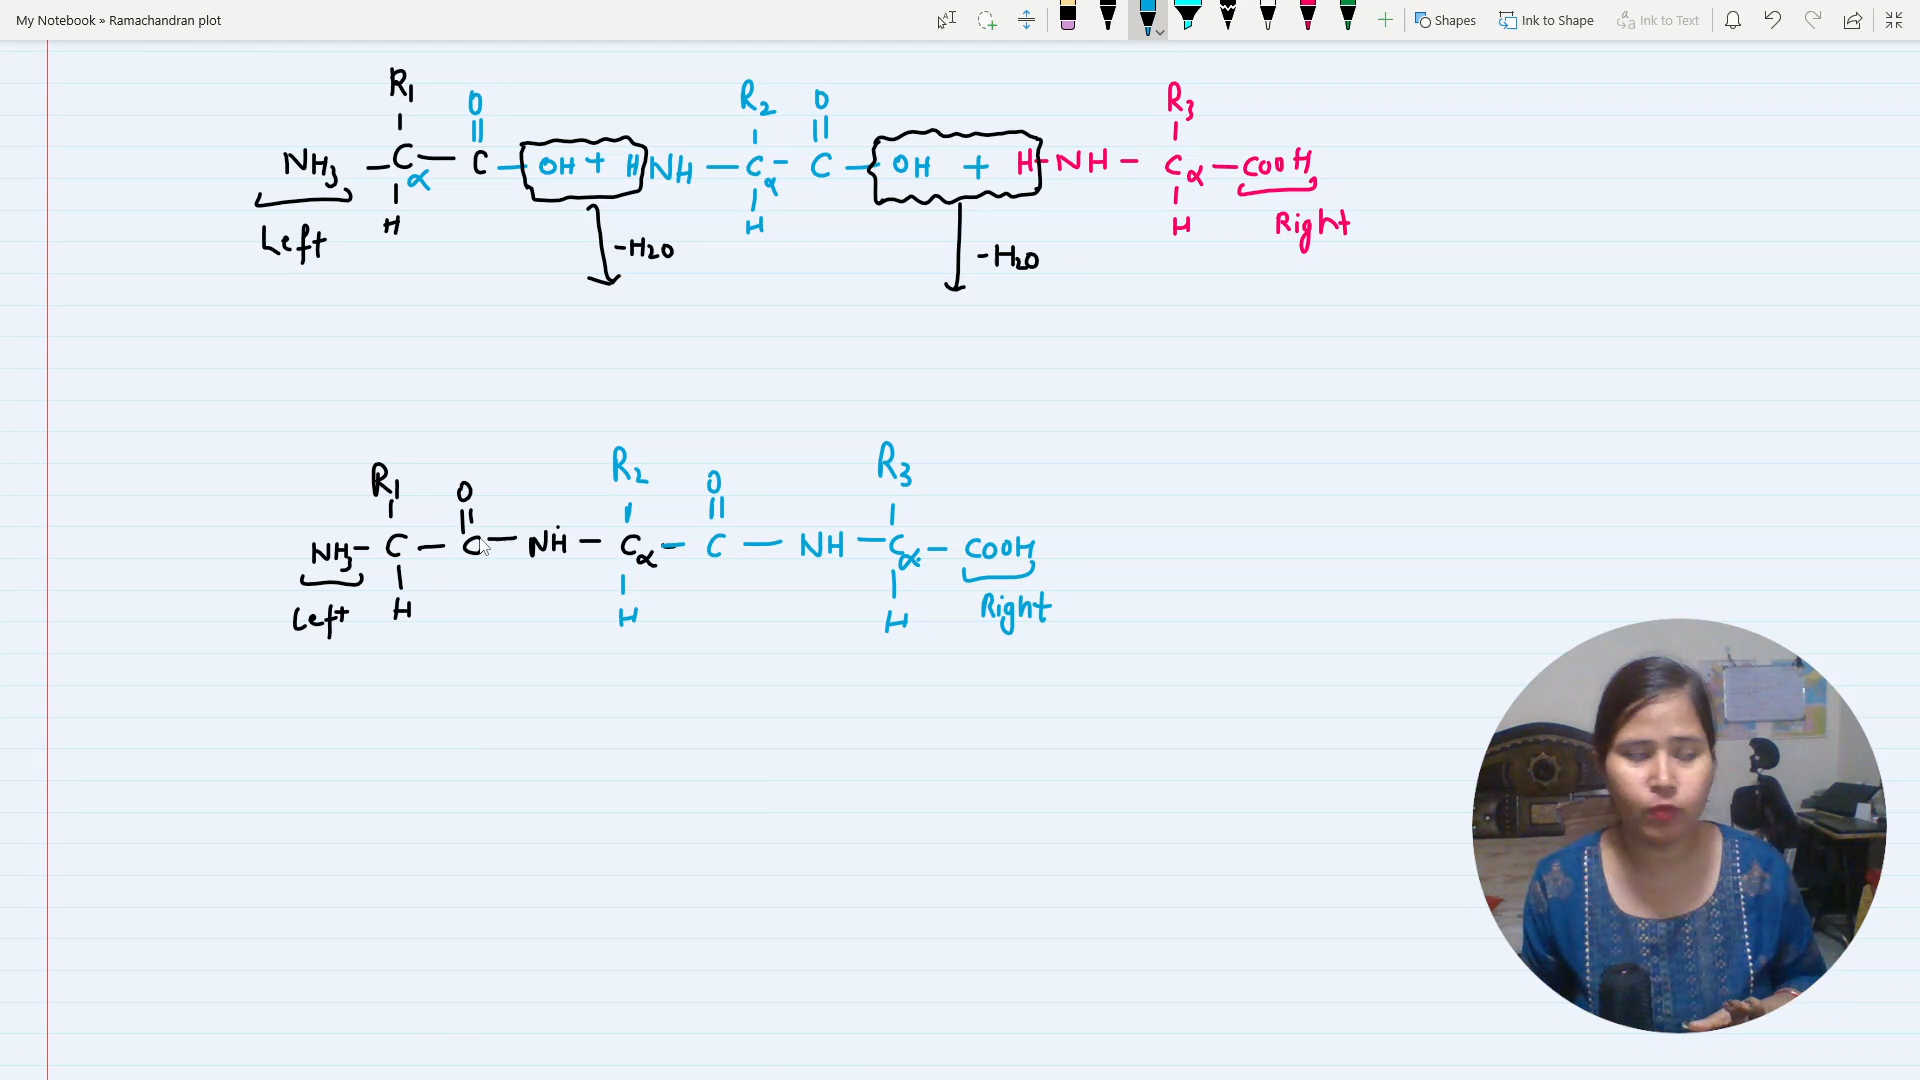 My Notebook » Ramachandran plot
Shapes Ink to Shape Ink to Text
R1 O R2 O R3
NH3 – Cα – C – OH + H NH – Cα – C – OH + H – NH – Cα – COOH
H H H
Left Right
-H2O -H2O
R1 O R2 O R3
NH3 – C – C – NH – Cα – C – NH – Cα – COOH
H H H
Left Right